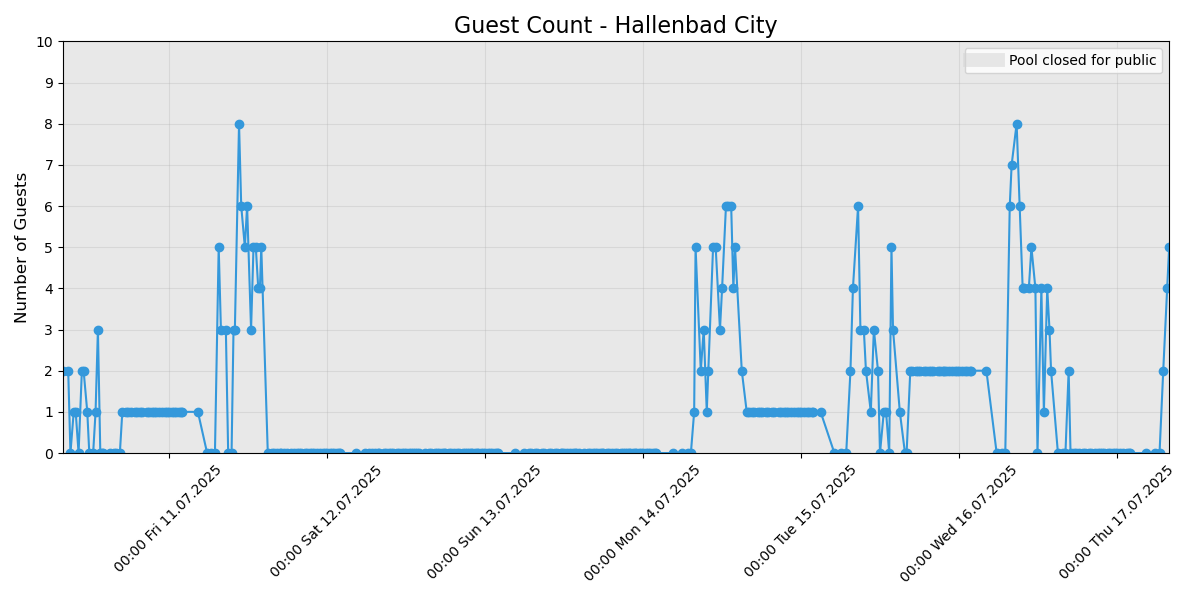 Guest Count - Hallenbad City
Pool closed for public
Number of Guests
10
9
8
7
6
5
4
3
2
1
0
00:00 Fri 11.07.2025
00:00 Sat 12.07.2025
00:00 Sun 13.07.2025
00:00 Mon 14.07.2025
00:00 Tue 15.07.2025
00:00 Wed 16.07.2025
00:00 Thu 17.07.2025